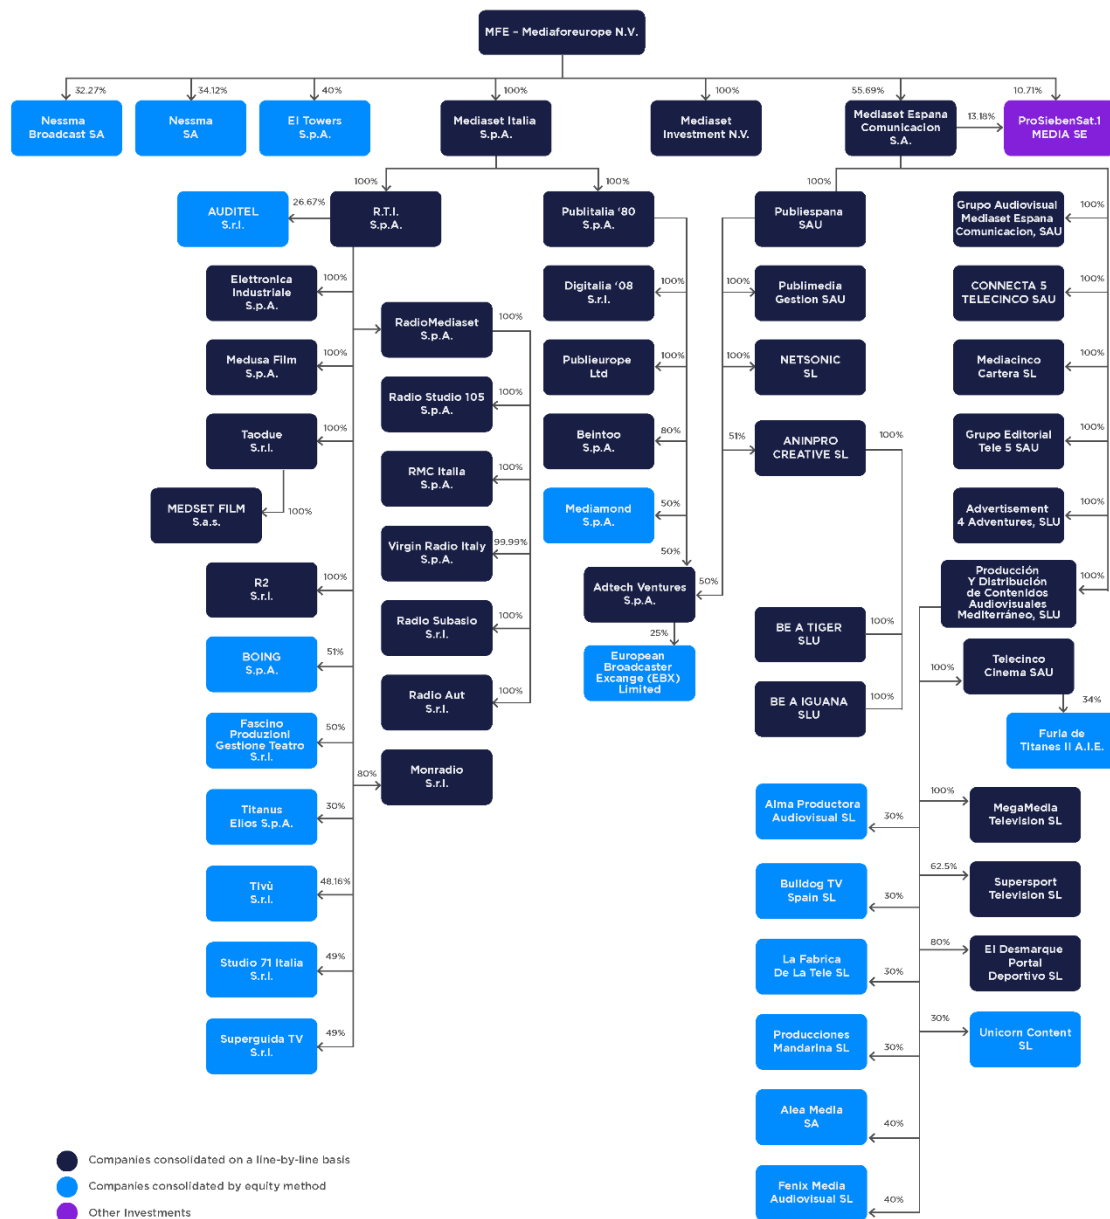 MFE – Mediaforeurope N.V.
32.27%
34.12%
40%
100%
100%
55.69%
10.71%
Nessma
Broadcast SA
Nessma
SA
EI Towers
S.p.A.
Mediaset Italia
S.p.A.
Mediaset
Investment N.V.
Mediaset Espana
Comunicacion
S.A.
13.18%
ProSiebenSat.1
MEDIA SE
100%
100%
100%
AUDITEL
S.r.l.
26.67%
R.T.I.
S.p.A.
Publitalia ‘80
S.p.A.
Publiespana
SAU
Grupo Audiovisual
Mediaset Espana
Comunicacion, SAU
100%
Elettronica
Industriale
S.p.A.
100%
Digitalia ‘08
S.r.l.
100%
100%
Publimedia
Gestion SAU
CONNECTA 5
TELECINCO SAU
100%
RadioMediaset
S.p.A.
100%
Medusa Film
S.p.A.
100%
Publieurope
Ltd
100%
100%
NETSONIC
SL
Mediacinco
Cartera SL
100%
Radio Studio 105
S.p.A.
100%
Taodue
S.r.l.
100%
Beintoo
S.p.A.
80%
51%
ANINPRO
CREATIVE SL
100%
Grupo Editorial
Tele 5 SAU
100%
RMC Italia
S.p.A.
100%
MEDSET FILM
S.a.s.
100%
Mediamond
S.p.A.
50%
Advertisement
4 Adventures, SLU
100%
Virgin Radio Italy
S.p.A.
99.99%
50%
R2
S.r.l.
100%
Adtech Ventures
S.p.A.
50%
Producción
Y Distribución
de Contenidos
Audiovisuales
Mediterráneo, SLU
100%
Radio Subasio
S.r.l.
100%
25%
BE A TIGER
SLU
100%
BOING
S.p.A.
51%
European
Broadcaster
Excange (EBX)
Limited
100%
Telecinco
Cinema SAU
Radio Aut
S.r.l.
100%
BE A IGUANA
SLU
100%
34%
Fascino
Produzioni
Gestione Teatro
S.r.l.
50%
Furia de
Titanes II A.I.E.
80%
Monradio
S.r.l.
Titanus
Elios S.p.A.
30%
Alma Productora
Audiovisual SL
30%
100%
MegaMedia
Television SL
Tivù
S.r.l.
48.16%
Bulldog TV
Spain SL
30%
62.5%
Supersport
Television SL
Studio 71 Italia
S.r.l.
49%
La Fabrica
De La Tele SL
30%
80%
El Desmarque
Portal
Deportivo SL
Superguida TV
S.r.l.
49%
Producciones
Mandarina SL
30%
30%
Unicorn Content
SL
Alea Media
SA
40%
Fenix Media
Audiovisual SL
40%
Companies consolidated on a line-by-line basis
Companies consolidated by equity method
Other Investments